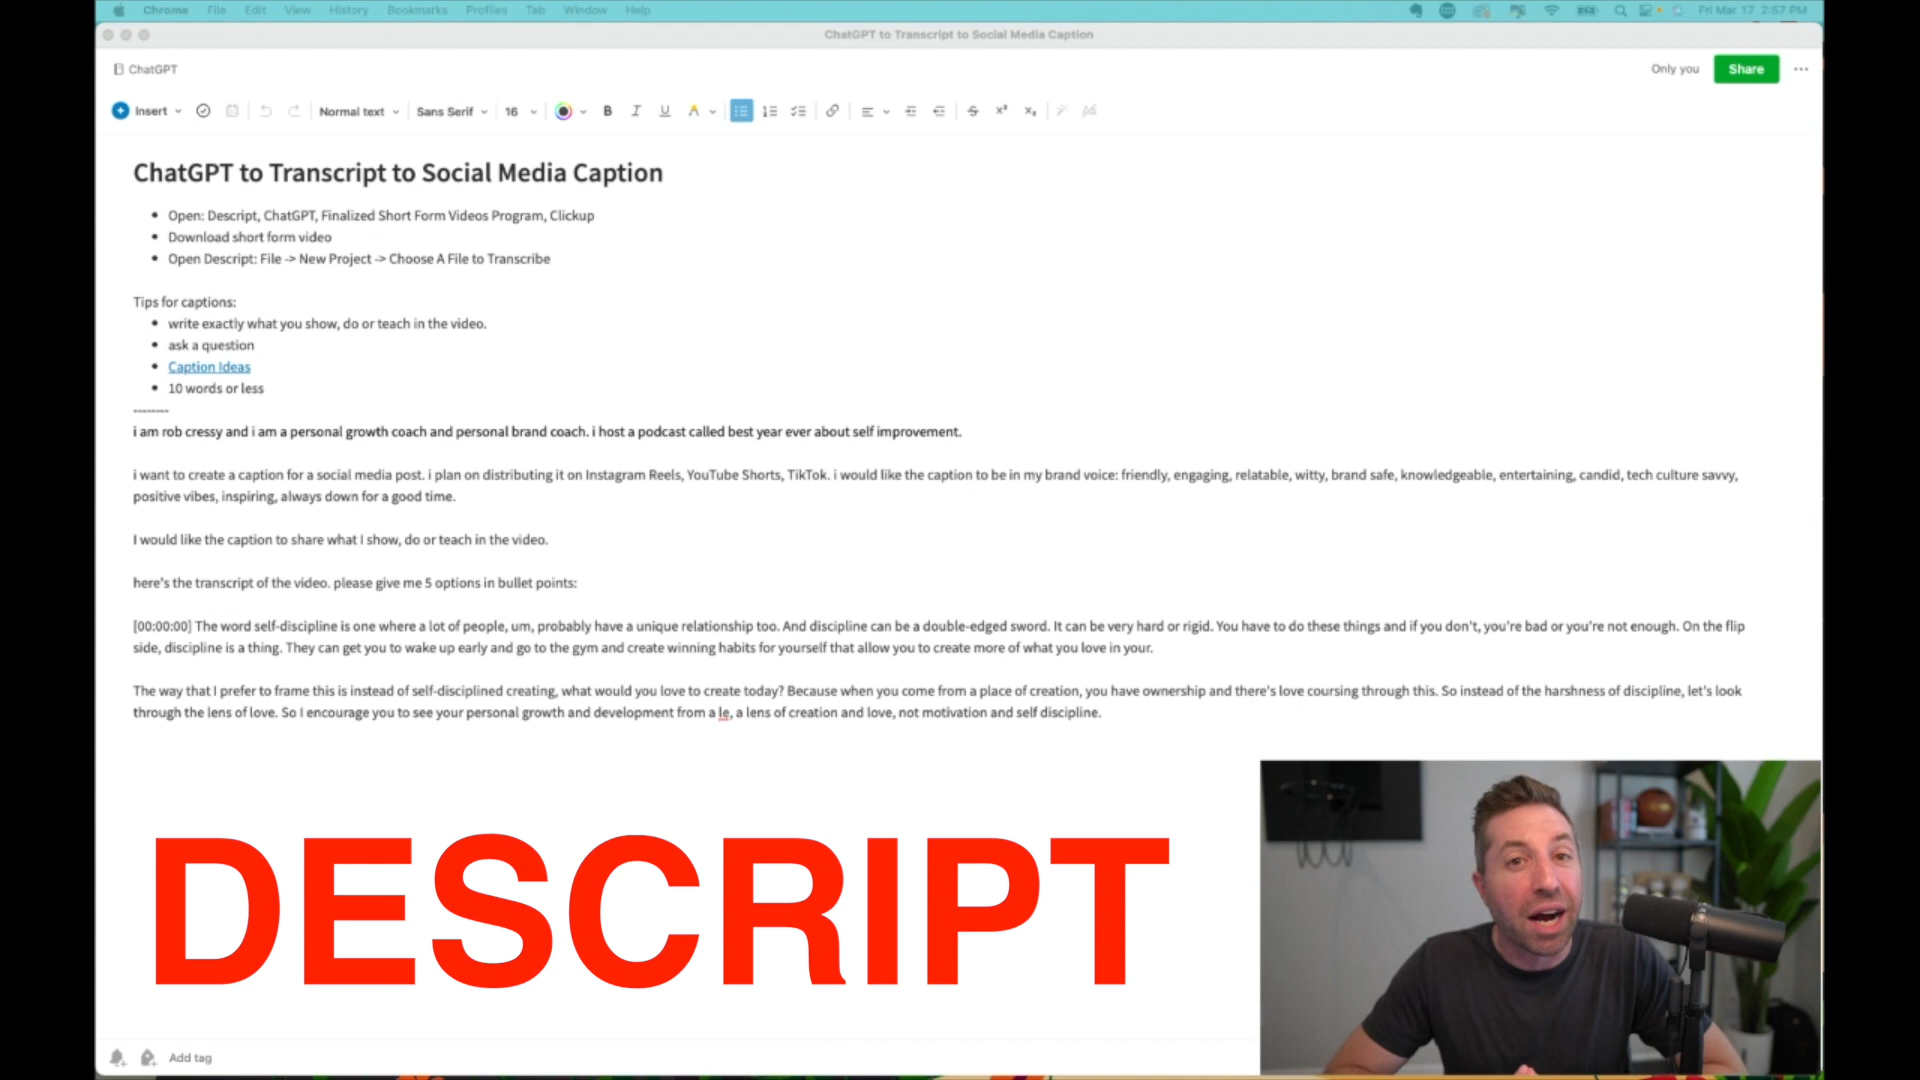 Chrome File Edit View History Bookmarks Profiles Tab Window Help Fri Mar 17 2:57 PM
ChatGPT to Transcript to Social Media Caption
ChatGPT Only you Share
Insert Normal text Sans Serif 16 B I U A
ChatGPT to Transcript to Social Media Caption
• Open: Descript, ChatGPT, Finalized Short Form Videos Program, Clickup
• Download short form video
• Open Descript: File -> New Project -> Choose A File to Transcribe
Tips for captions:
• write exactly what you show, do or teach in the video.
• ask a question
• Caption Ideas
• 10 words or less
--------
i am rob cressy and i am a personal growth coach and personal brand coach. i host a podcast called best year ever about self improvement.
i want to create a caption for a social media post. i plan on distributing it on Instagram Reels, YouTube Shorts, TikTok. i would like the caption to be in my brand voice: friendly, engaging, relatable, witty, brand safe, knowledgeable, entertaining, candid, tech culture savvy,
positive vibes, inspiring, always down for a good time.
I would like the caption to share what I show, do or teach in the video.
here's the transcript of the video. please give me 5 options in bullet points:
[00:00:00] The word self-discipline is one where a lot of people, um, probably have a unique relationship too. And discipline can be a double-edged sword. It can be very hard or rigid. You have to do these things and if you don't, you're bad or you're not enough. On the flip
side, discipline is a thing. They can get you to wake up early and go to the gym and create winning habits for yourself that allow you to create more of what you love in your.
The way that I prefer to frame this is instead of self-disciplined creating, what would you love to create today? Because when you come from a place of creation, you have ownership and there's love coursing through this. So instead of the harshness of discipline, let's look
through the lens of love. So I encourage you to see your personal growth and development from a le, a lens of creation and love, not motivation and self discipline.
DESCRIPT
Add tag